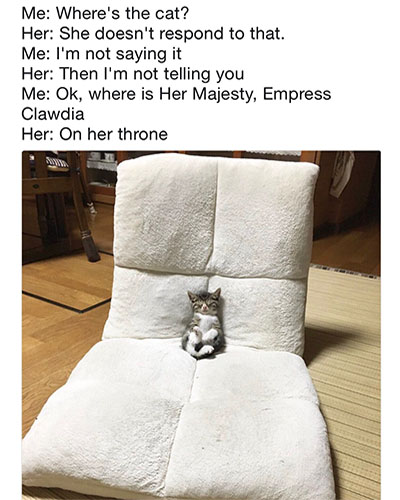 Me: Where's the cat?
Her: She doesn't respond to that.
Me: I'm not saying it
Her: Then I'm not telling you
Me: Ok, where is Her Majesty, Empress
Clawdia
Her: On her throne